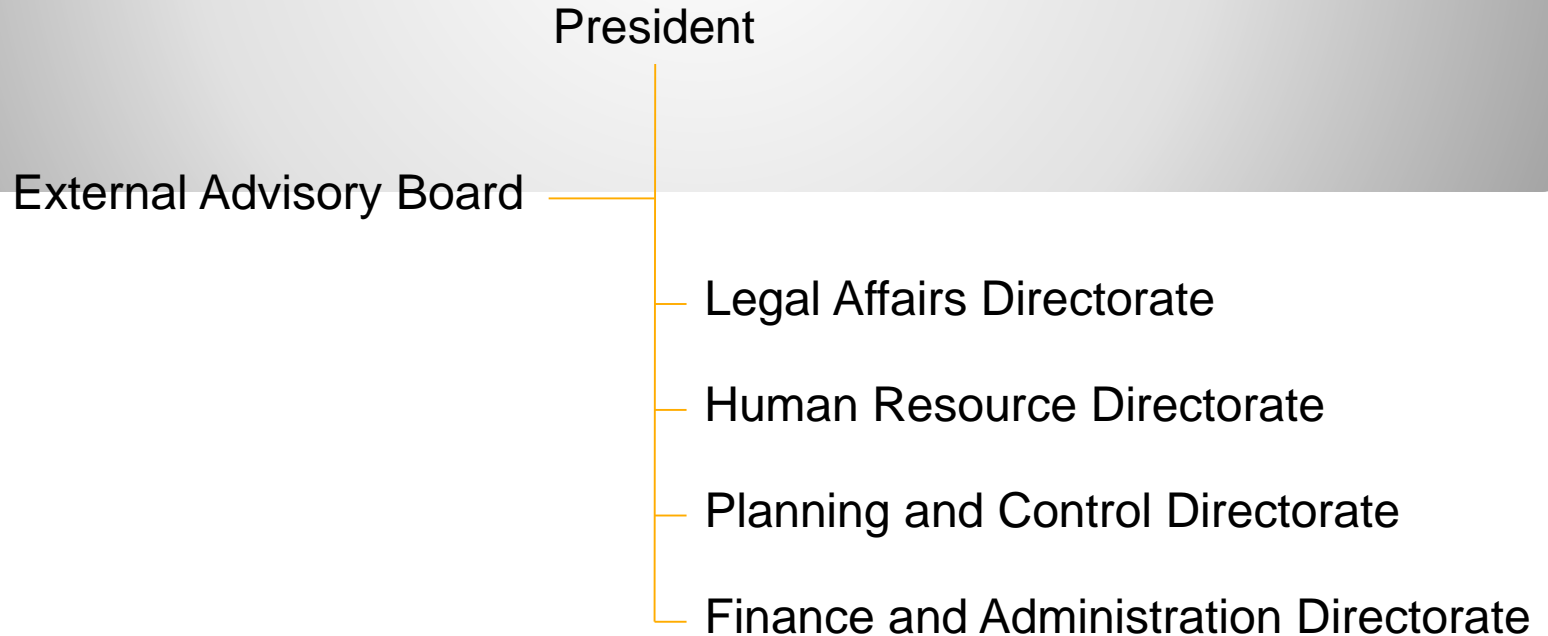 President
External Advisory Board
Legal Affairs Directorate
Human Resource Directorate
Planning and Control Directorate
Finance and Administration Directorate